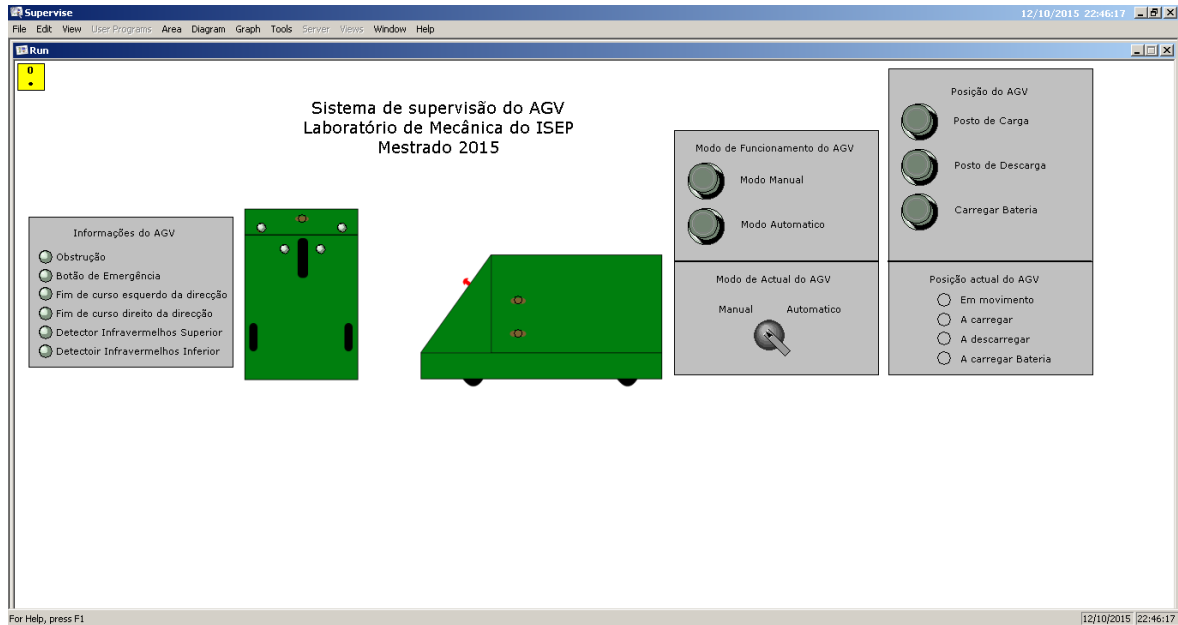 Supervise
12/10/2015 22:46:17
File Edit View User Programs Area Diagram Graph Tools Server Views Window Help
Run
0
Sistema de supervisão do AGV
Laboratório de Mecânica do ISEP
Mestrado 2015
Informações do AGV
Obstrução
Botão de Emergência
Fim de curso esquerdo da direcção
Fim de curso direito da direcção
Detector Infravermelhos Superior
Detectoir Infravermelhos Inferior
Modo de Funcionamento do AGV
Modo Manual
Modo Automatico
Modo de Actual do AGV
Manual Automatico
Posição do AGV
Posto de Carga
Posto de Descarga
Carregar Bateria
Posição actual do AGV
Em movimento
A carregar
A descarregar
A carregar Bateria
For Help, press F1
12/10/2015 22:46:17